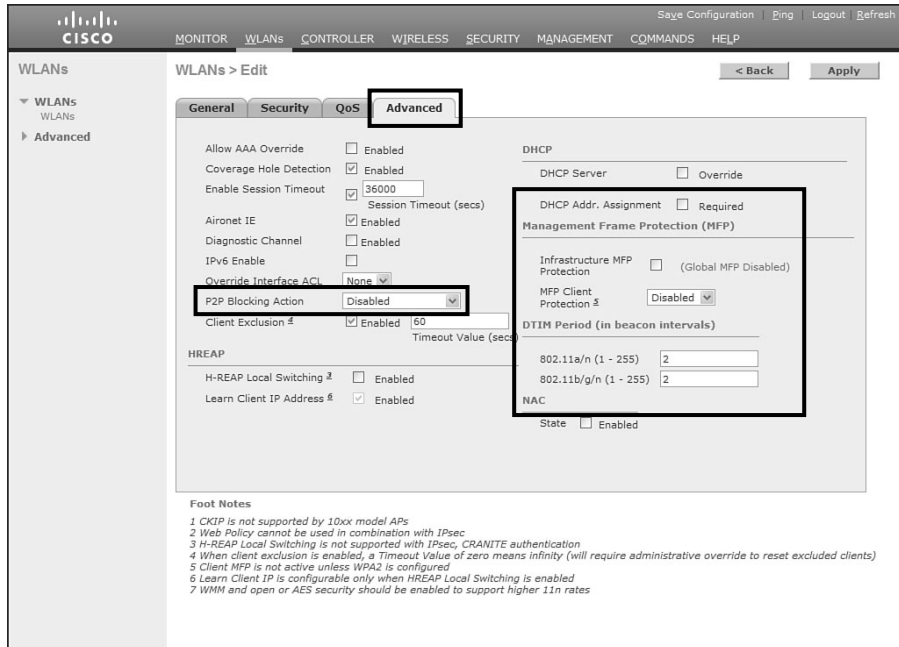 Save Configuration | Ping | Logout | Refresh
CISCO
MONITOR WLANs CONTROLLER WIRELESS SECURITY MANAGEMENT COMMANDS HELP
WLANs
WLANs > Edit
< Back
Apply
WLANs
WLANs
Advanced
General
Security
QoS
Advanced
Allow AAA Override Enabled
Coverage Hole Detection Enabled
Enable Session Timeout 36000
Session Timeout (secs)
Aironet IE Enabled
Diagnostic Channel Enabled
IPv6 Enable
Override Interface ACL None
P2P Blocking Action Disabled
Client Exclusion 4 Enabled 60
Timeout Value (secs)
HREAP
H-REAP Local Switching 3 Enabled
Learn Client IP Address 6 Enabled
DHCP
DHCP Server Override
DHCP Addr. Assignment Required
Management Frame Protection (MFP)
Infrastructure MFP
Protection (Global MFP Disabled)
MFP Client
Protection 5 Disabled
DTIM Period (in beacon intervals)
802.11a/n (1 - 255) 2
802.11b/g/n (1 - 255) 2
NAC
State Enabled
Foot Notes
1 CKIP is not supported by 10xx model APs
2 Web Policy cannot be used in combination with IPsec
3 H-REAP Local Switching is not supported with IPsec, CRANITE authentication
4 When client exclusion is enabled, a Timeout Value of zero means infinity (will require administrative override to reset excluded clients)
5 Client MFP is not active unless WPA2 is configured
6 Learn Client IP is configurable only when HREAP Local Switching is enabled
7 WMM and open or AES security should be enabled to support higher 11n rates